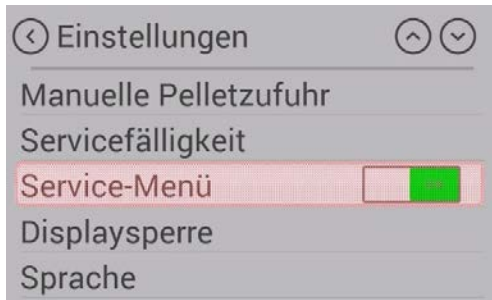 Einstellungen
Manuelle Pelletzufuhr
Servicefälligkeit
Service-Menü
Displaysperre
Sprache